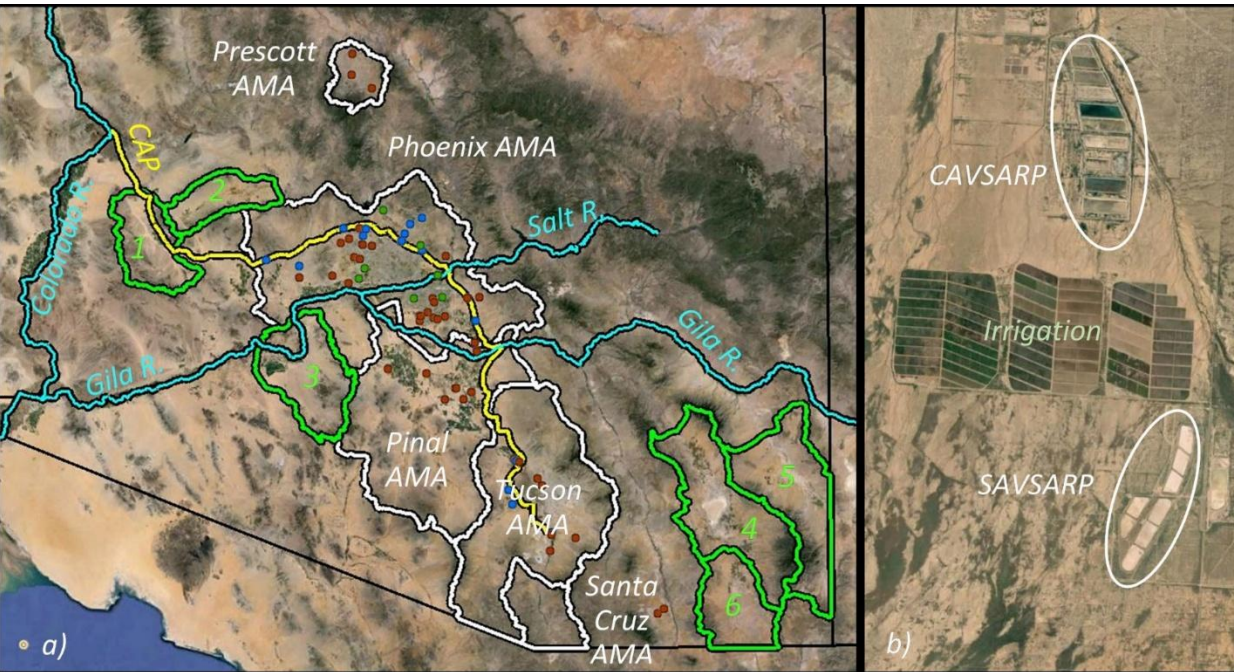 Prescott
AMA
Phoenix AMA
CAP
2
1
Colorado R.
Salt R.
Gila R.
Gila R.
3
Pinal
AMA
Tucson
AMA
5
4
6
Santa
Cruz
AMA
a)
CAVSARP
Irrigation
SAVSARP
b)